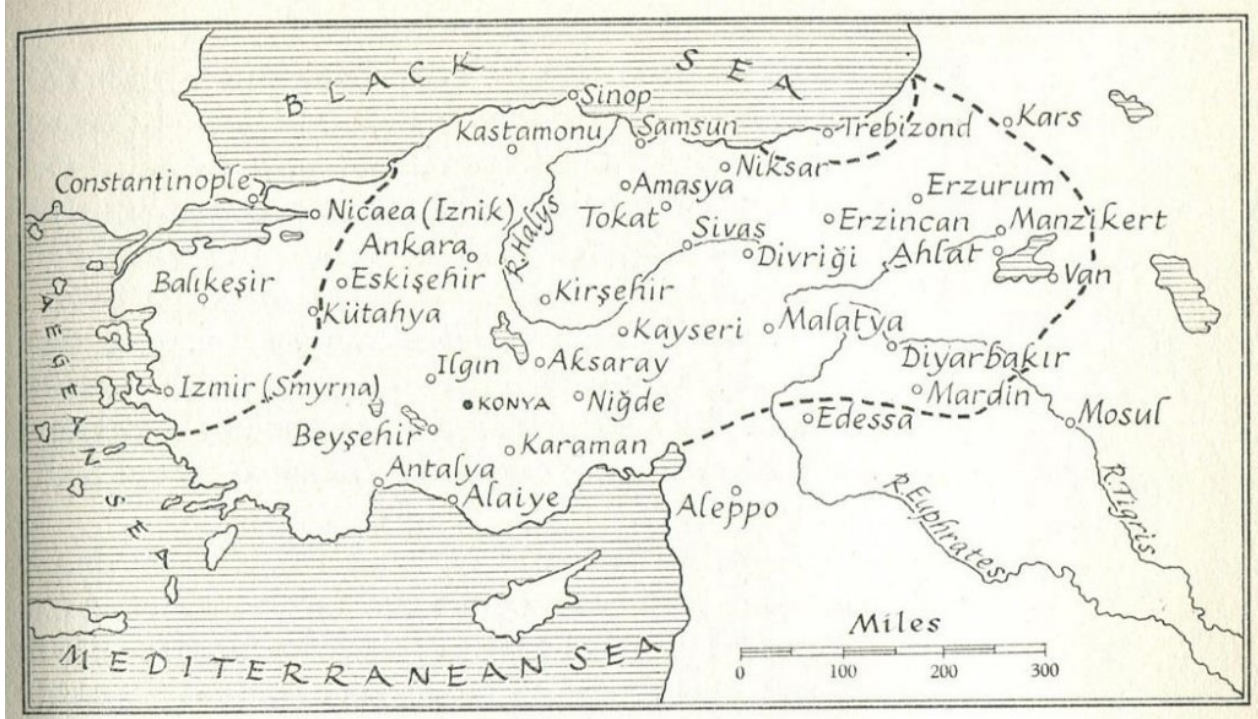 BLACK SEA
Sinop
Kastamonu
Samsun
Trebizond
Kars
Niksar
Constantinople
Amasya
Erzurum
Nicaea (Iznik)
Tokat
Erzincan
Manzikert
R. Halys
Sivas
Ankara
Divriği
Ahlat
Balıkeşir
Eskişehir
Kirşehir
Van
Kütahya
Kayseri
Malatya
AEGEAN SEA
Diyarbakır
Ilgın
Aksaray
Izmir (Smyrna)
KONYA
Niğde
Mardin
Mosul
Beyşehir
Edessa
Karaman
Antalya
Alaiye
Aleppo
R. Euphrates
R. Tigris
Miles
0 100 200 300
MEDITERRANEAN SEA